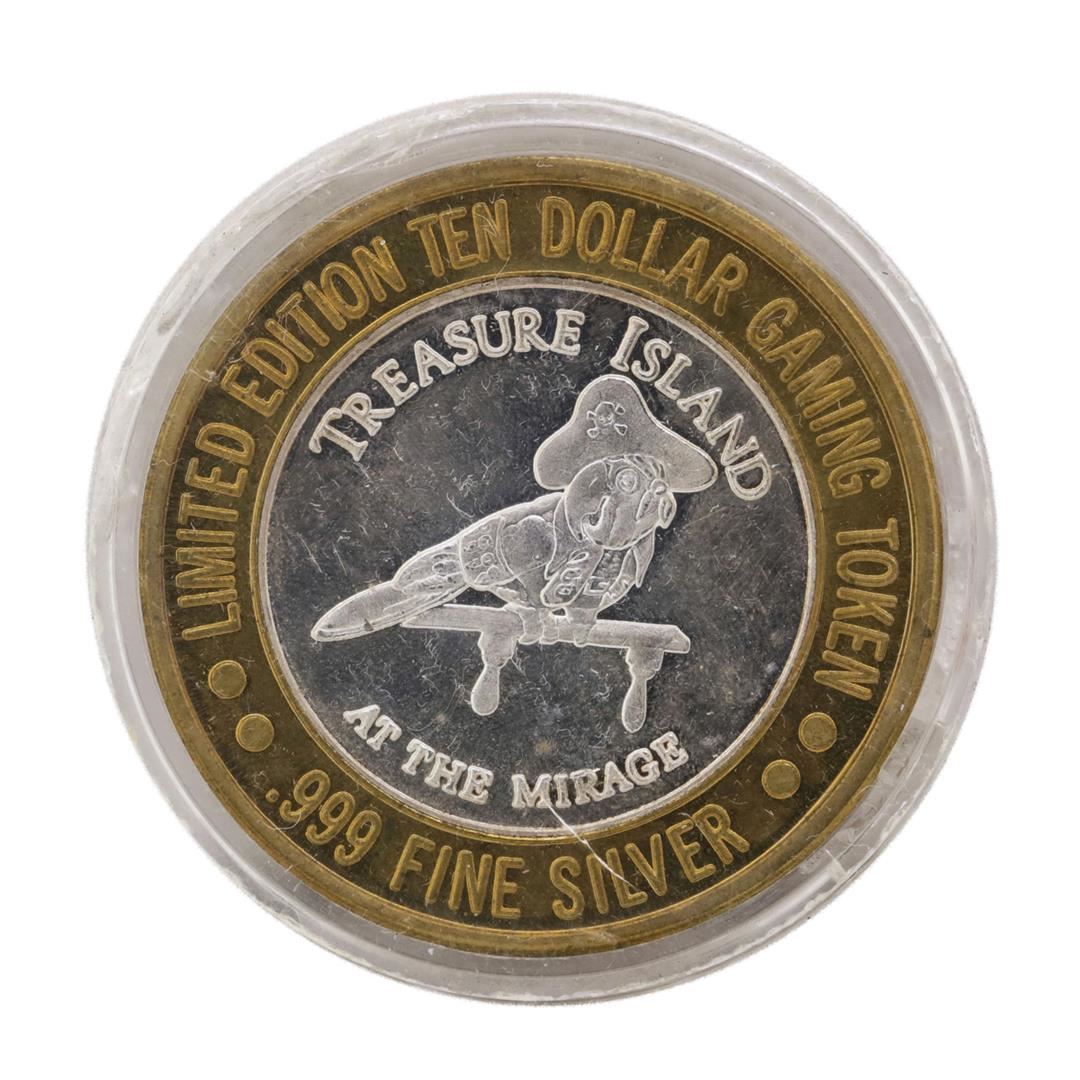 LIMITED EDITION TEN DOLLAR GAMING TOKEN
TREASURE ISLAND
AT THE MIRAGE
.999 FINE SILVER